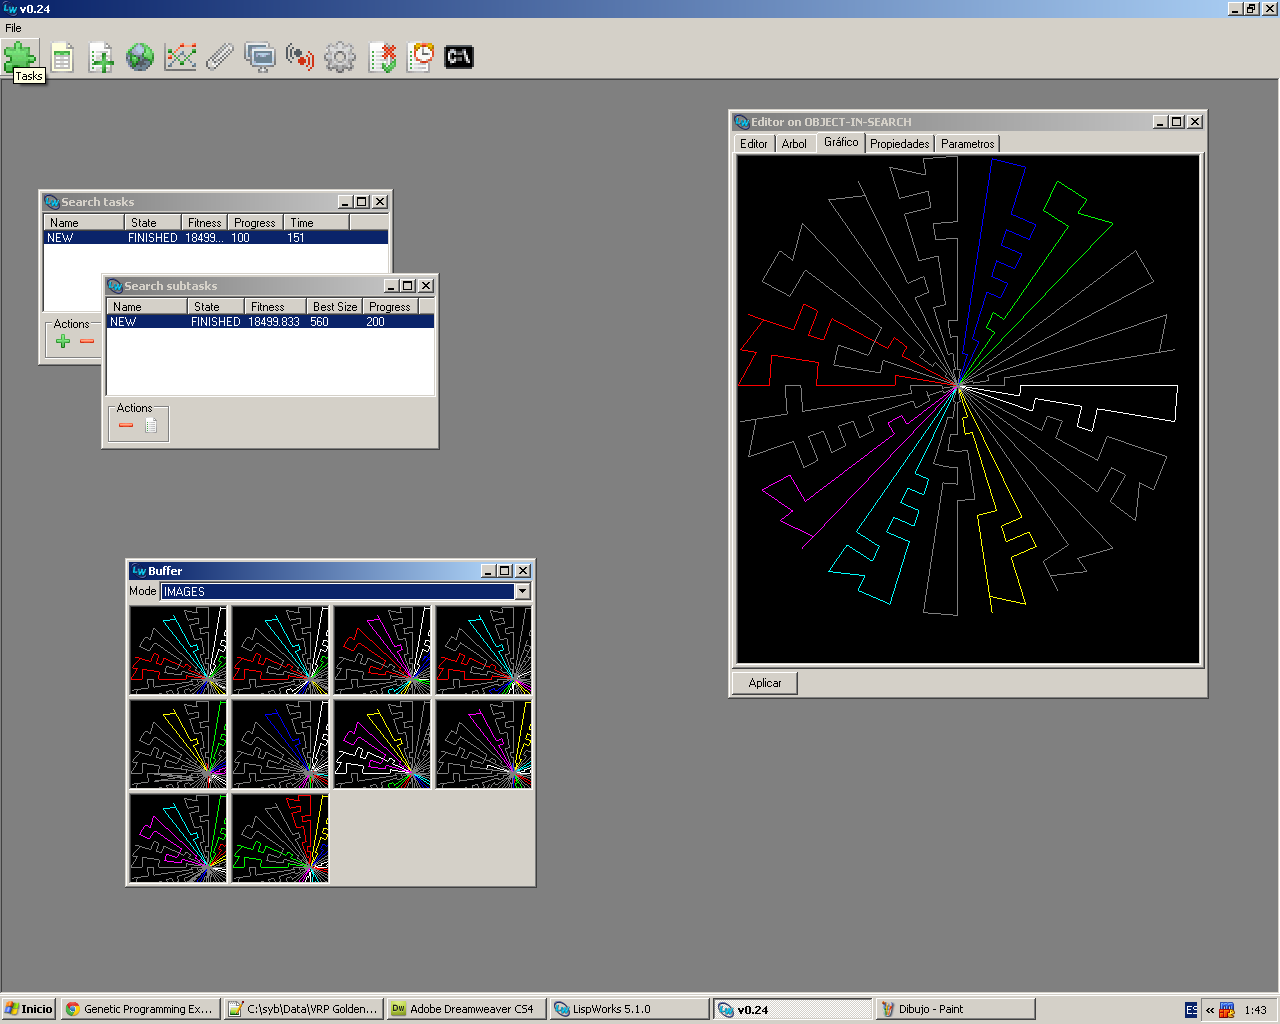 v0.24
File
C:\
Tasks
Editor on OBJECT-IN-SEARCH
Editor Arbol Gráfico Propiedades Parametros
Search tasks
Name State Fitness Progress Time
NEW FINISHED 18499... 100 151
Actions
Search subtasks
Name State Fitness Best Size Progress
NEW FINISHED 18499.833 560 200
Actions
Buffer
Mode IMAGES
Aplicar
Inicio Genetic Programming Ex... C:\syb\Data\VRP Golden... Adobe Dreamweaver CS4 LispWorks 5.1.0 v0.24 Dibujo - Paint ES « 1:43